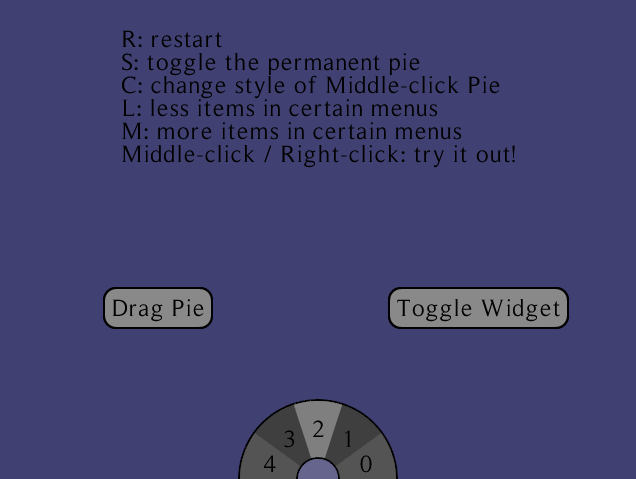 R: restart
S: toggle the permanent pie
C: change style of Middle-click Pie
L: less items in certain menus
M: more items in certain menus
Middle-click / Right-click: try it out!
Drag Pie
Toggle Widget
2
3
1
4
0